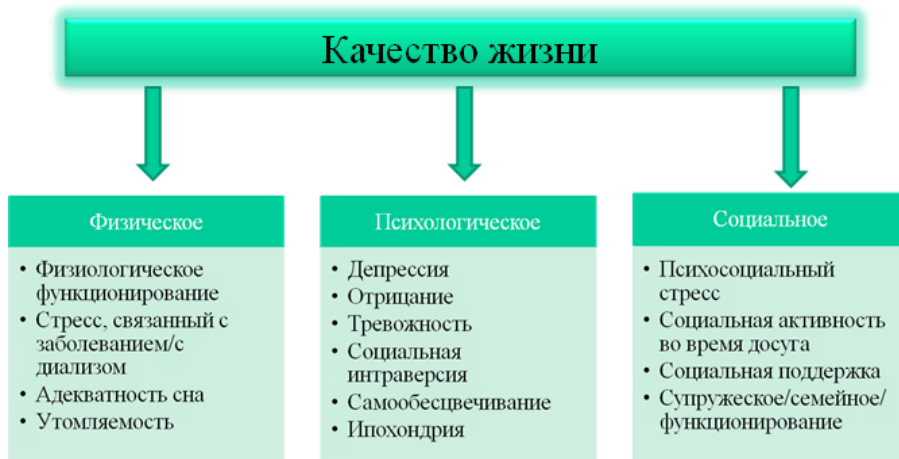 Качество жизни
Физическое
• Физиологическое
функционирование
• Стресс, связанный с
заболеванием/с
диализом
• Адекватность сна
• Утомляемость
Психологическое
• Депрессия
• Отрицание
• Тревожность
• Социальная
интраверсия
• Самообесцвечивание
• Ипохондрия
Социальное
• Психосоциальный
стресс
• Социальная активность
во время досуга
• Социальная поддержка
• Супружеское/семейное/
функционирование